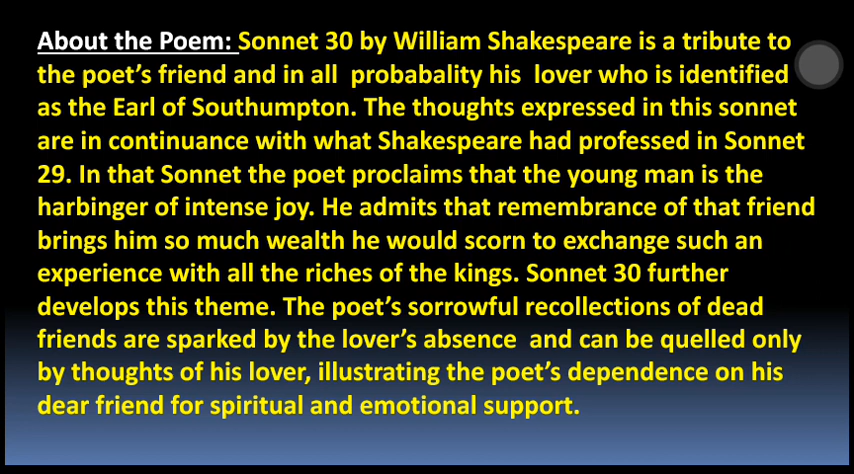 About the Poem: Sonnet 30 by William Shakespeare is a tribute to
the poet’s friend and in all probabality his lover who is identified
as the Earl of Southumpton. The thoughts expressed in this sonnet
are in continuance with what Shakespeare had professed in Sonnet
29. In that Sonnet the poet proclaims that the young man is the
harbinger of intense joy. He admits that remembrance of that friend
brings him so much wealth he would scorn to exchange such an
experience with all the riches of the kings. Sonnet 30 further
develops this theme. The poet’s sorrowful recollections of dead
friends are sparked by the lover’s absence and can be quelled only
by thoughts of his lover, illustrating the poet’s dependence on his
dear friend for spiritual and emotional support.